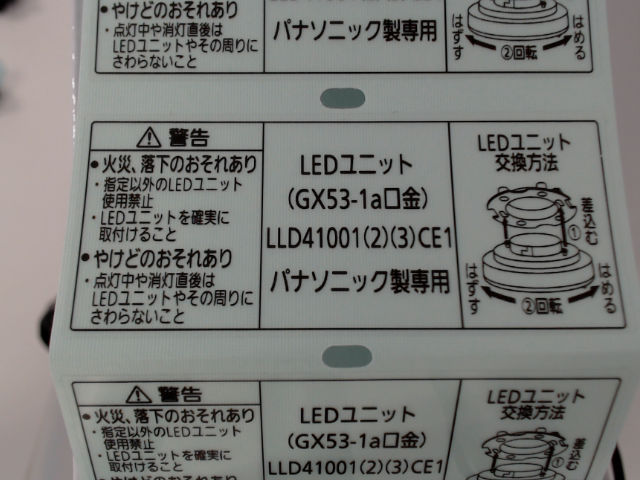 •やけどのおそれあり
・点灯中や消灯直後は
LEDユニットやその周りに
さわらないこと
パナソニック製専用
はずす
②回転
はめる
⚠警告
•火災、落下のおそれあり
・指定以外のLEDユニット
使用禁止
・LEDユニットを確実に
取付けること
•やけどのおそれあり
・点灯中や消灯直後は
LEDユニットやその周りに
さわらないこと
LEDユニット
(GX53-1a口金)
LLD41001(2)(3)CE1
パナソニック製専用
LEDユニット
交換方法
差込む
①
はずす
②回転
はめる
⚠警告
•火災、落下のおそれあり
・指定以外のLEDユニット
使用禁止
・LEDユニットを確実に
取付けること
LEDユニット
(GX53-1a口金)
LLD41001(2)(3)CE1
LEDユニット
交換方法
差込む
①